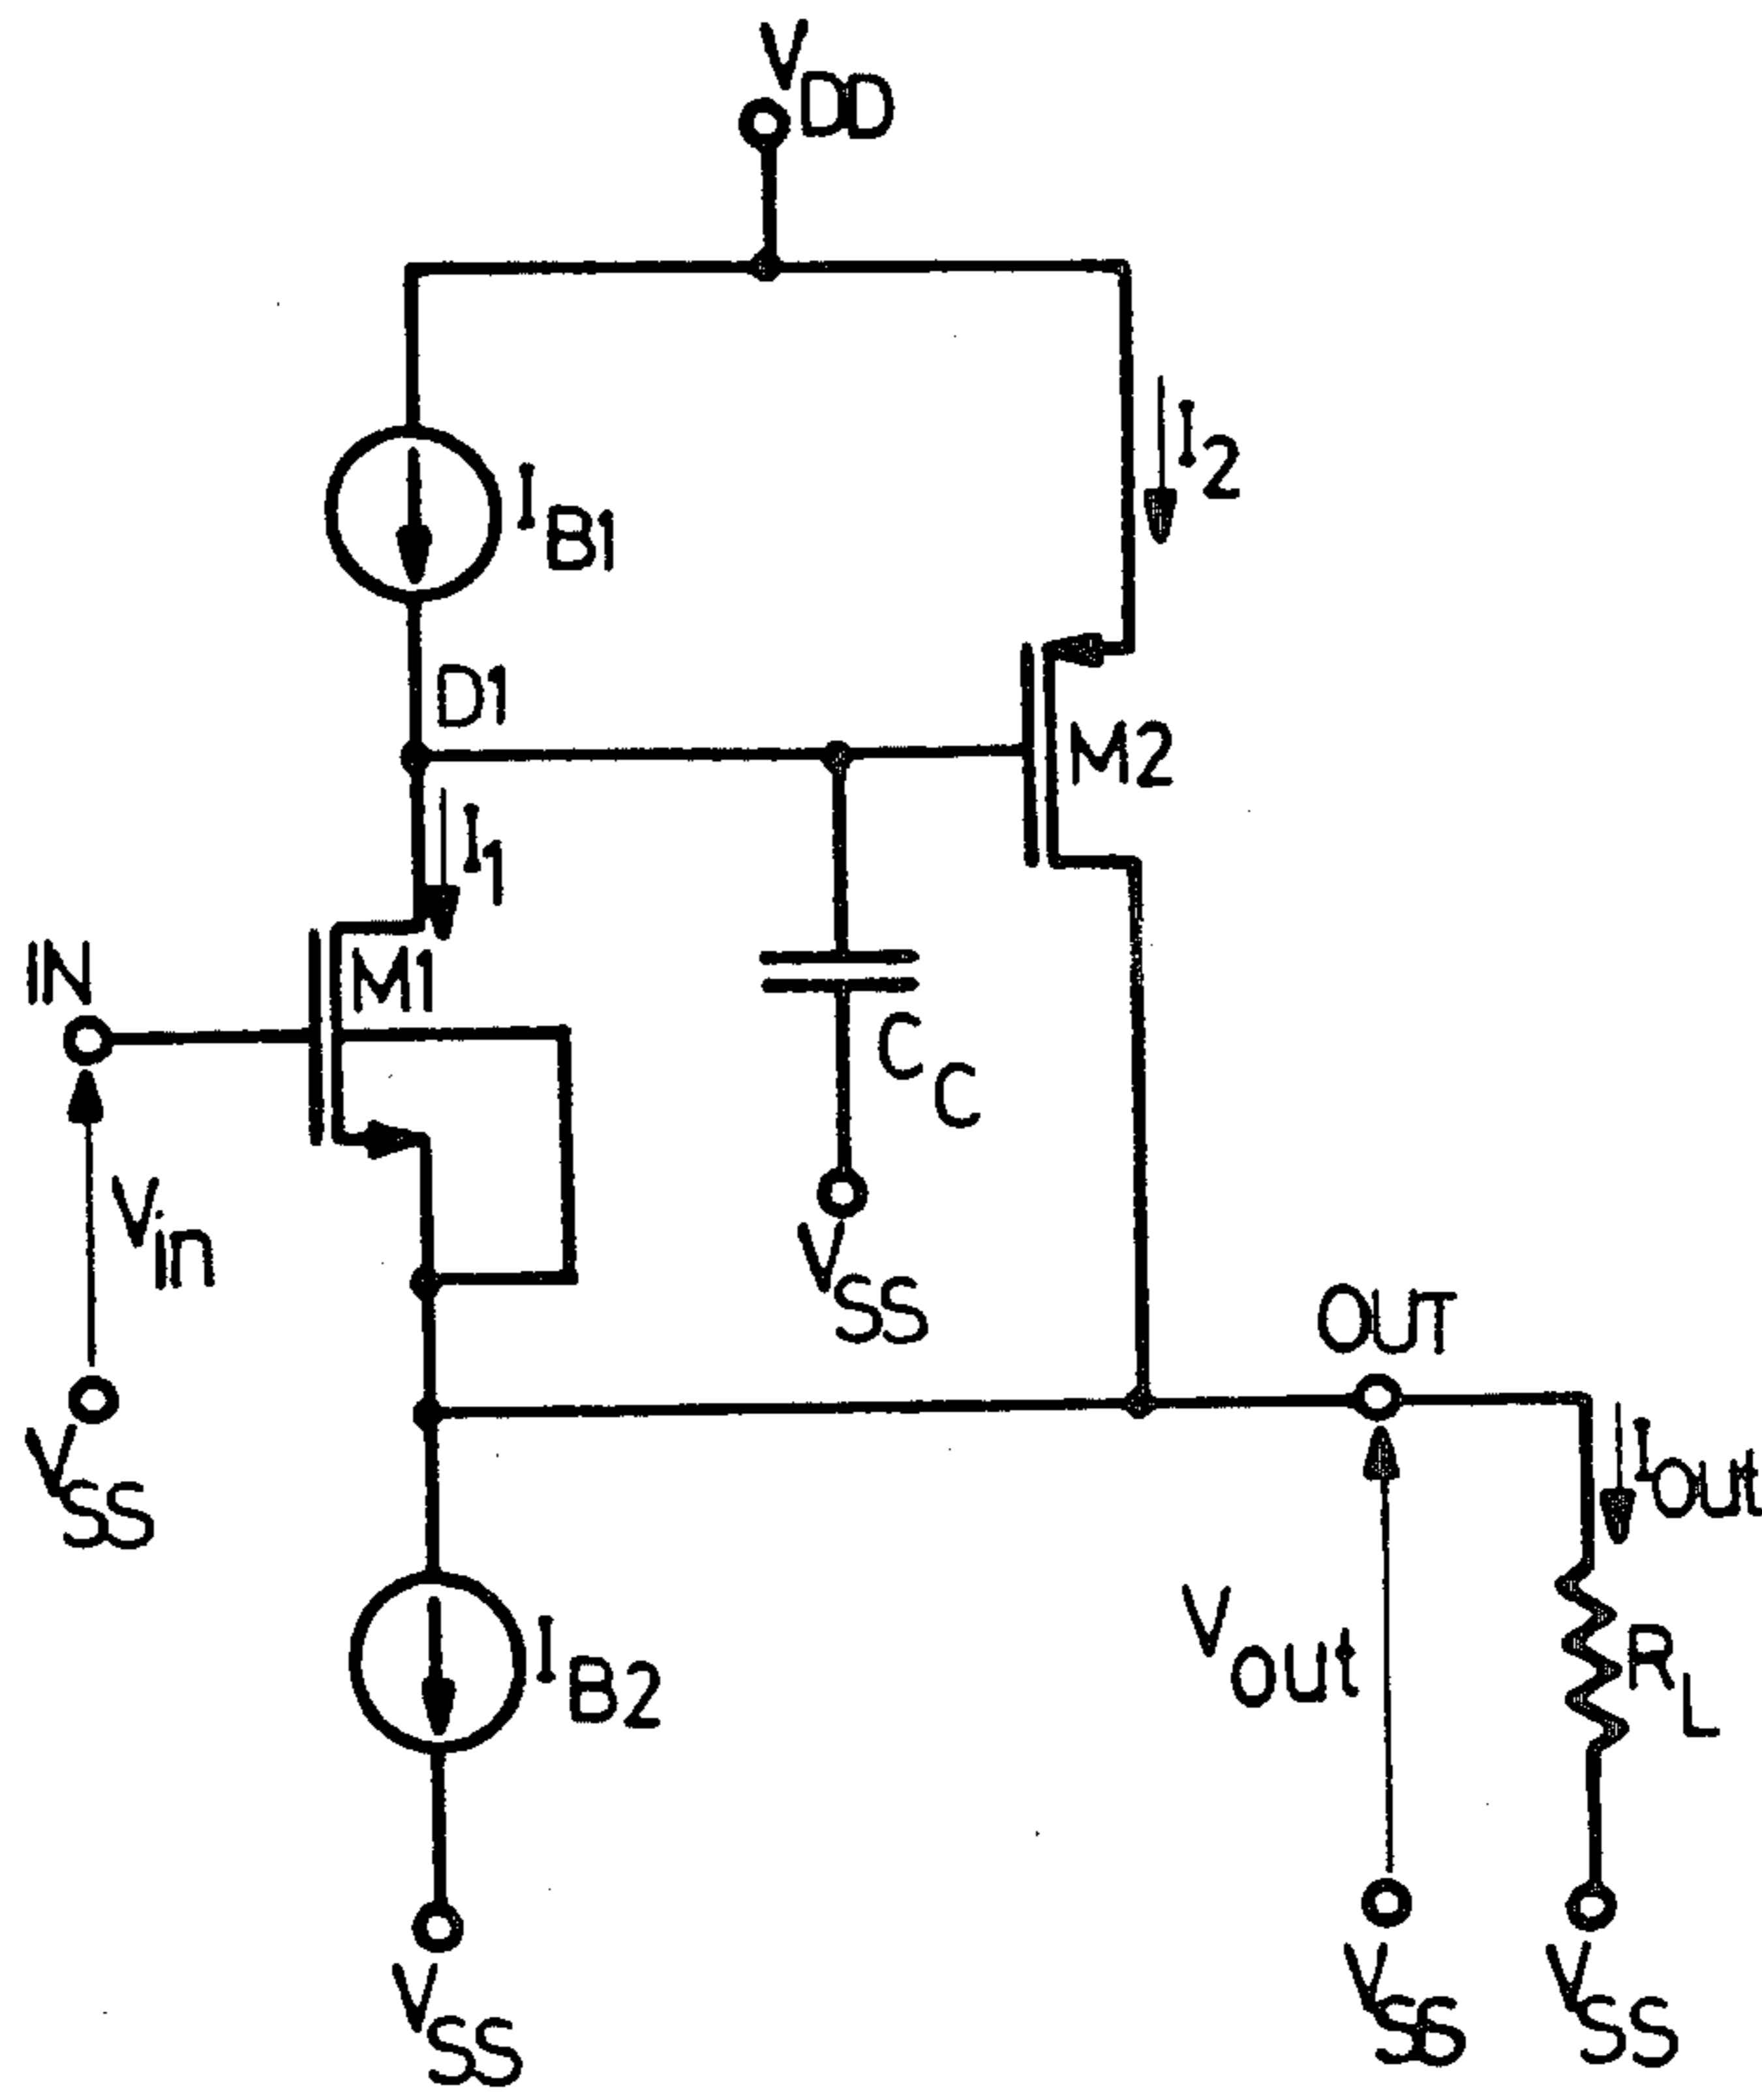 VDD
I2
IB1
D1
M2
I1
IN
M1
CC
Vin
VSS
OUT
VSS
Iout
Vout
RL
IB2
VSS
VSS
VSS